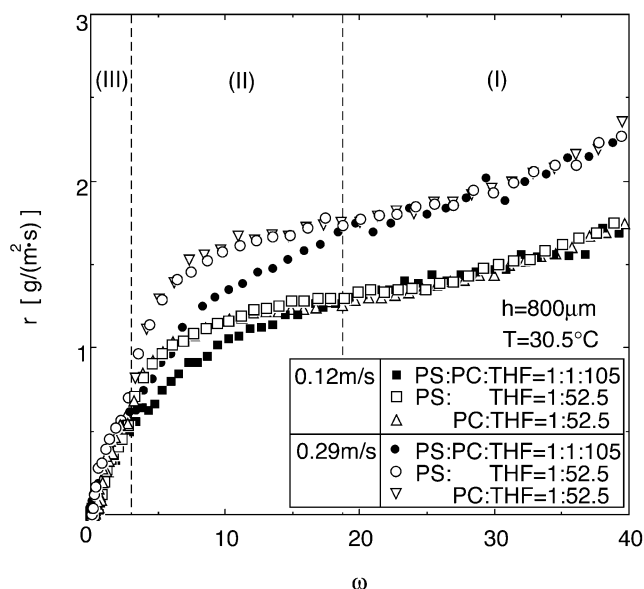 3
2
1
0
r [ g/(m²·s) ]
(III) (II) (I)
h=800μm
T=30.5°C
0.12m/s ■ PS:PC:THF=1:1:105
□ PS: THF=1:52.5
△ PC:THF=1:52.5
0.29m/s ● PS:PC:THF=1:1:105
○ PS: THF=1:52.5
▽ PC:THF=1:52.5
0 10 20 30 40
ω